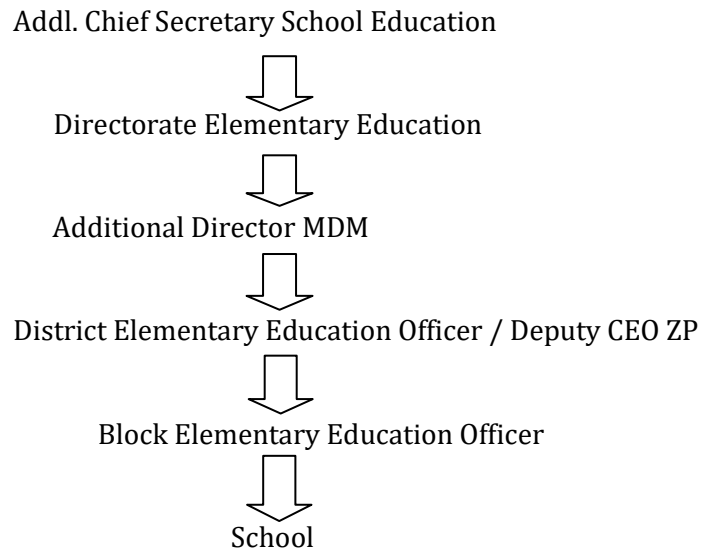 Addl. Chief Secretary School Education
Directorate Elementary Education
Additional Director MDM
District Elementary Education Officer / Deputy CEO ZP
Block Elementary Education Officer
School